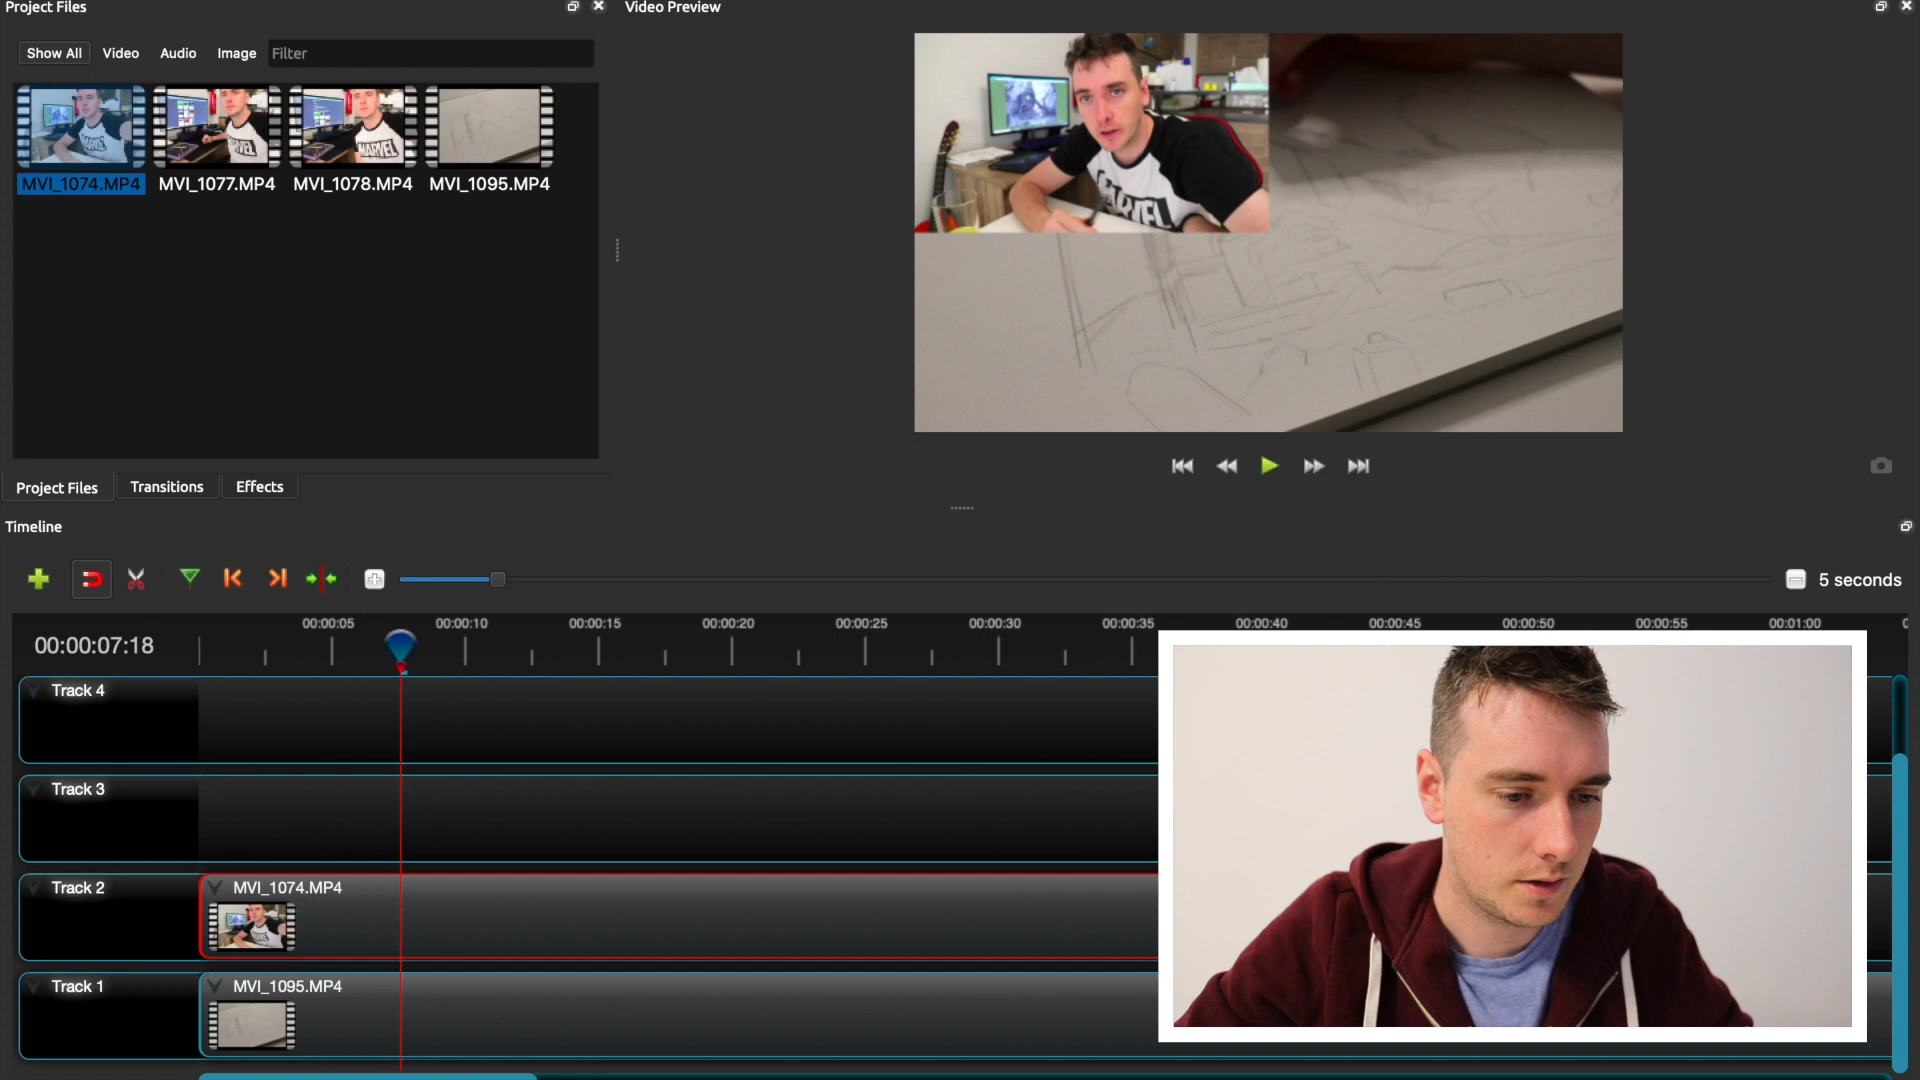 Project Files
Video Preview
Show All
Video
Audio
Image
Filter
MVI_1074.MP4
MVI_1077.MP4
MVI_1078.MP4
MVI_1095.MP4
MARVEL
MARVEL
Project Files
Transitions
Effects
Timeline
5 seconds
00:00:07:18
00:00:05
00:00:10
00:00:15
00:00:20
00:00:25
00:00:30
00:00:35
00:00:40
00:00:45
00:00:50
00:00:55
00:01:00
Track 4
Track 3
Track 2
MVI_1074.MP4
Track 1
MVI_1095.MP4